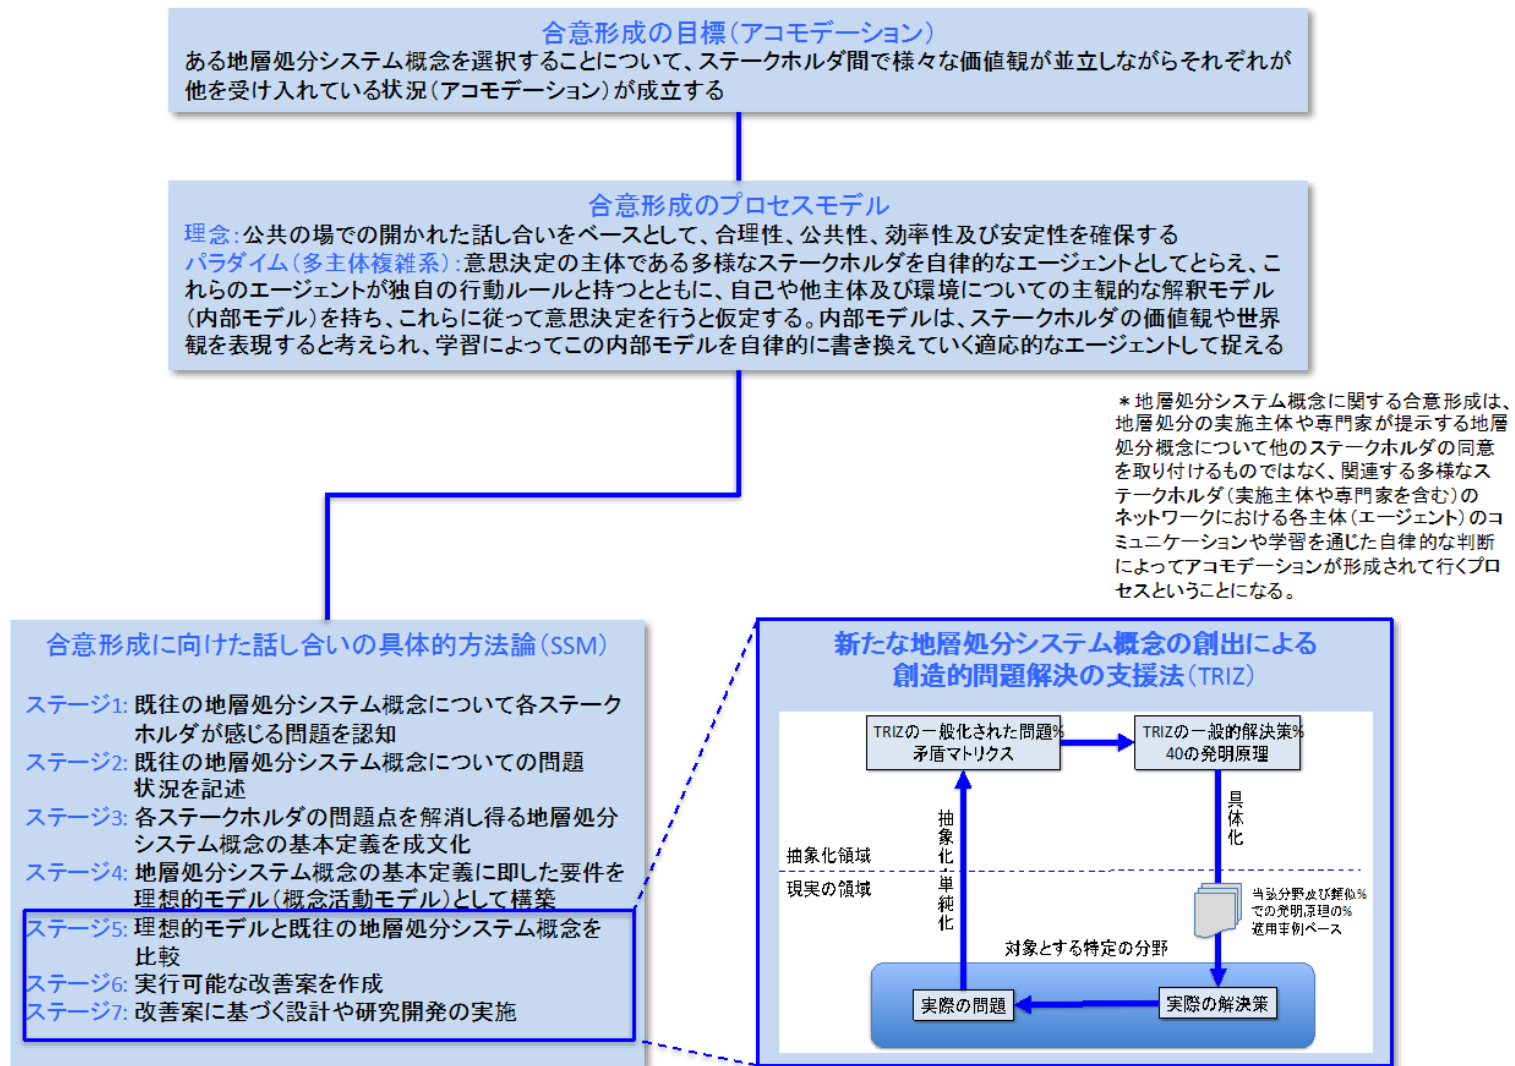 合意形成の目標（アコモデーション）
ある地層処分システム概念を選択することについて、ステークホルダ間で様々な価値観が並立しながらそれぞれが
他を受け入れている状況（アコモデーション）が成立する
合意形成のプロセスモデル
理念：公共の場での開かれた話し合いをベースとして、合理性、公共性、効率性及び安定性を確保する
パラダイム（多主体複雑系）：意思決定の主体である多様なステークホルダを自律的なエージェントとしてとらえ、こ
れらのエージェントが独自の行動ルールと持つとともに、自己や他主体及び環境についての主観的な解釈モデル
（内部モデル）を持ち、これらに従って意思決定を行うと仮定する。内部モデルは、ステークホルダの価値観や世界
観を表現すると考えられ、学習によってこの内部モデルを自律的に書き換えていく適応的なエージェントして捉える
＊地層処分システム概念に関する合意形成は、
地層処分の実施主体や専門家が提示する地層
処分概念について他のステークホルダの同意
を取り付けるものではなく、関連する多様なス
テークホルダ（実施主体や専門家を含む）の
ネットワークにおける各主体（エージェント）のコ
ミュニケーションや学習を通じた自律的な判断
によってアコモデーションが形成されて行くプロ
セスということになる。
合意形成に向けた話し合いの具体的方法論（SSM）
ステージ1: 既往の地層処分システム概念について各ステーク
ホルダが感じる問題を認知
ステージ2: 既往の地層処分システム概念についての問題
状況を記述
ステージ3: 各ステークホルダの問題点を解消し得る地層処分
システム概念の基本定義を成文化
ステージ4: 地層処分システム概念の基本定義に即した要件を
理想的モデル（概念活動モデル）として構築
ステージ5: 理想的モデルと既往の地層処分システム概念を
比較
ステージ6: 実行可能な改善案を作成
ステージ7: 改善案に基づく設計や研究開発の実施
新たな地層処分システム概念の創出による
創造的問題解決の支援法（TRIZ）
TRIZの一般化された問題%
矛盾マトリクス
TRIZの一般的解決策%
40の発明原理
抽象化・単純化
具体化
抽象化領域
現実の領域
当該分野及び類似%
での発明原理の%
適用事例ベース
対象とする特定の分野
実際の問題
実際の解決策